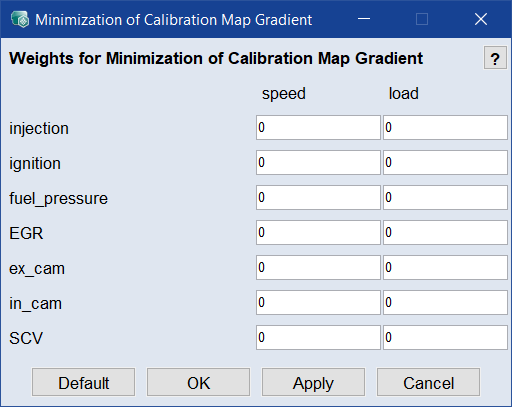 Minimization of Calibration Map Gradient
Weights for Minimization of Calibration Map Gradient ?
speed load
injection 0 0
ignition 0 0
fuel_pressure 0 0
EGR 0 0
ex_cam 0 0
in_cam 0 0
SCV 0 0
Default OK Apply Cancel